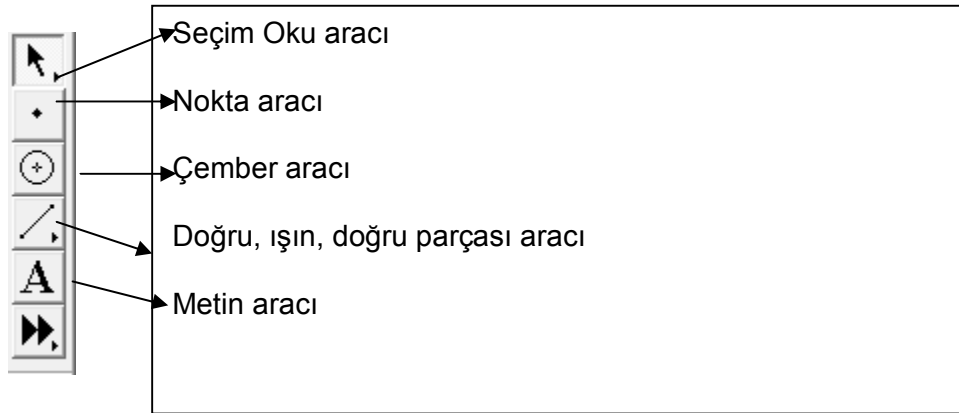 Seçim Oku aracı
Nokta aracı
Çember aracı
Doğru, ışın, doğru parçası aracı
A
Metin aracı